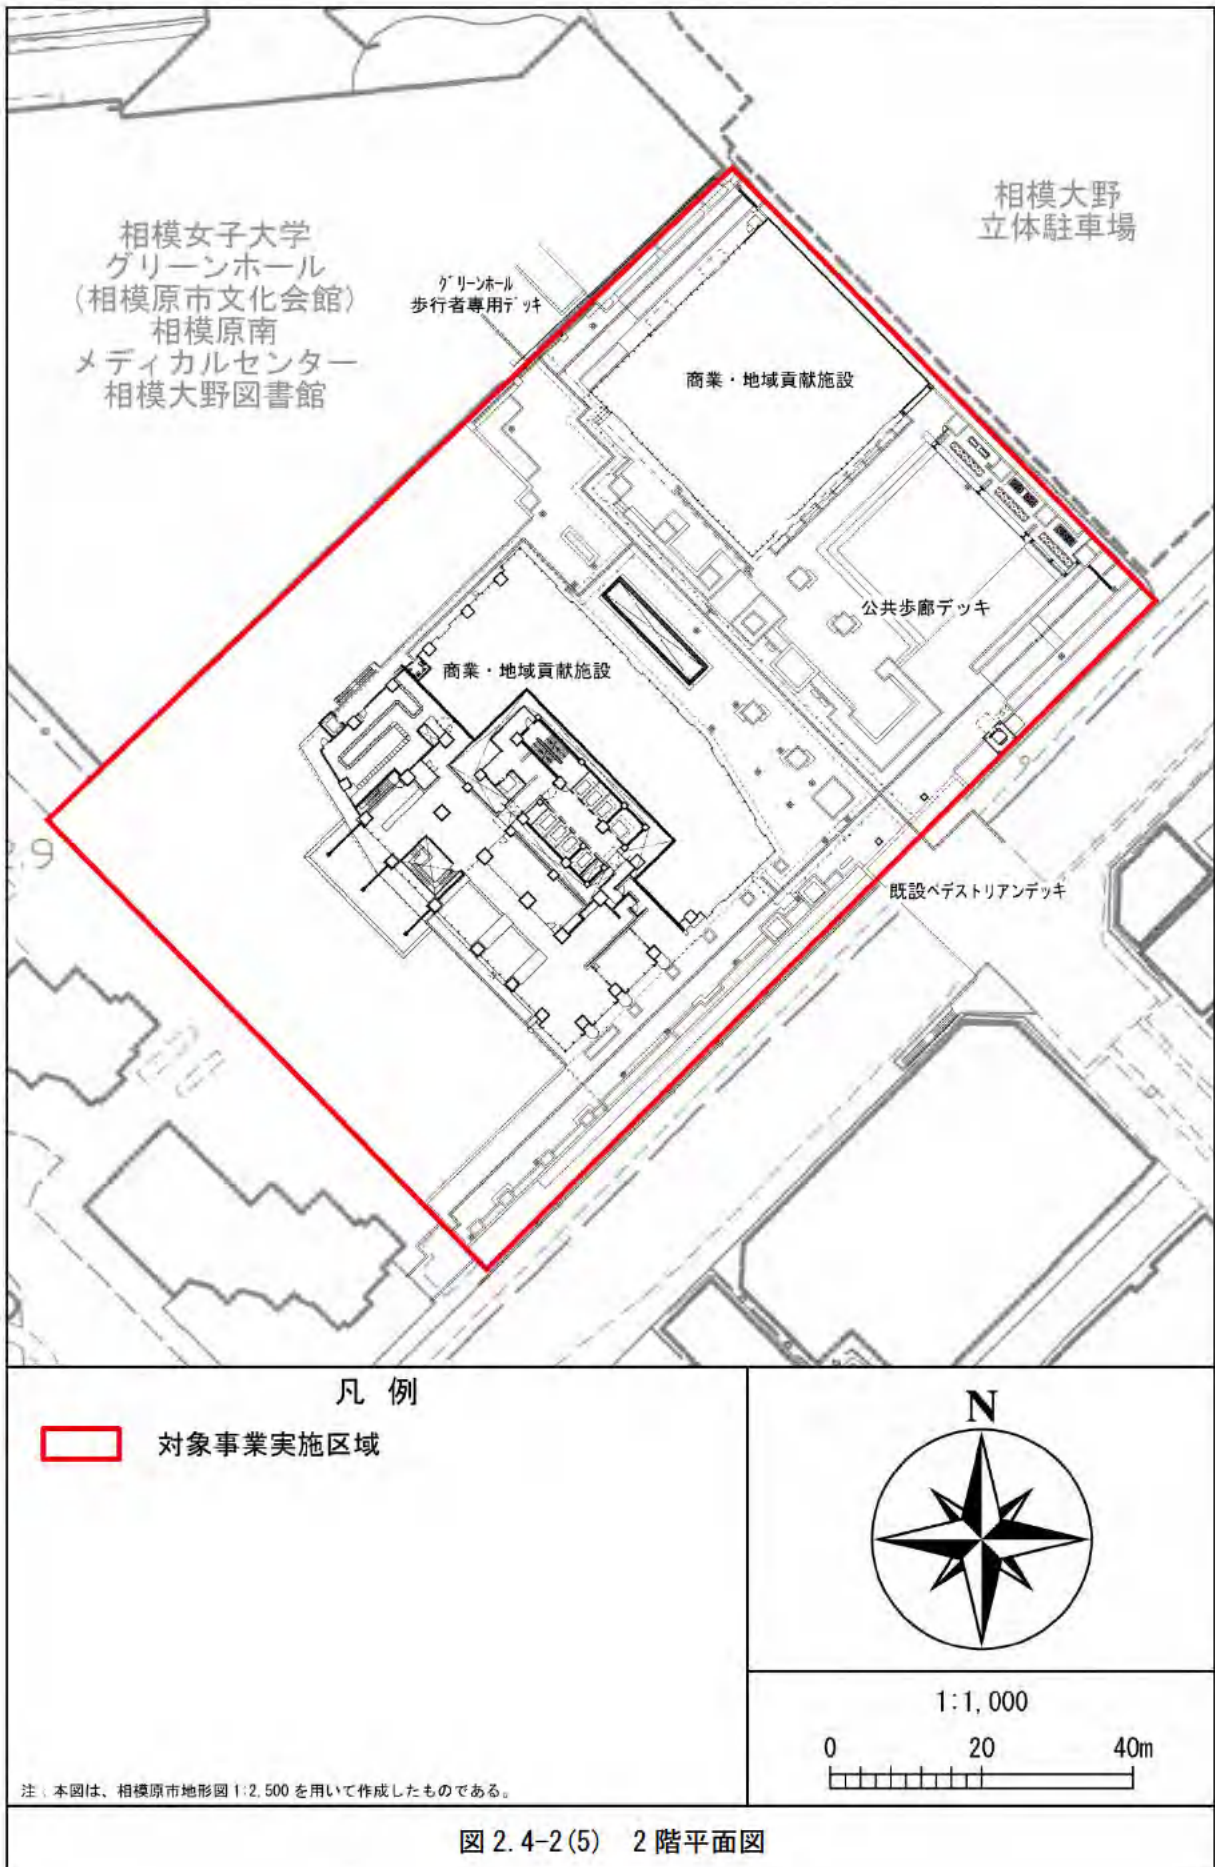 相模女子大学
グリーンホール
(相模原市文化会館)
相模原南
メディカルセンター
相模大野図書館
相模大野
立体駐車場
グリーンホール
歩行者専用デッキ
商業・地域貢献施設
公共歩廊デッキ
商業・地域貢献施設
既設ペデストリアンデッキ
凡 例
対象事業実施区域
N
1:1,000
0 20 40m
注:本図は、相模原市地形図 1:2,500 を用いて作成したものである。
図 2.4-2(5) 2 階平面図